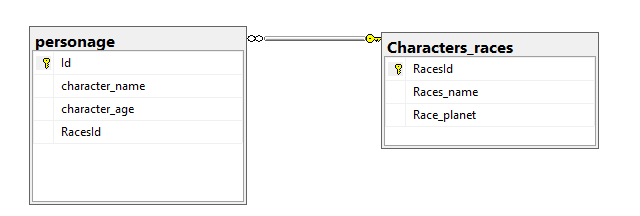 personage
Id
character_name
character_age
RacesId
Characters_races
RacesId
Races_name
Race_planet